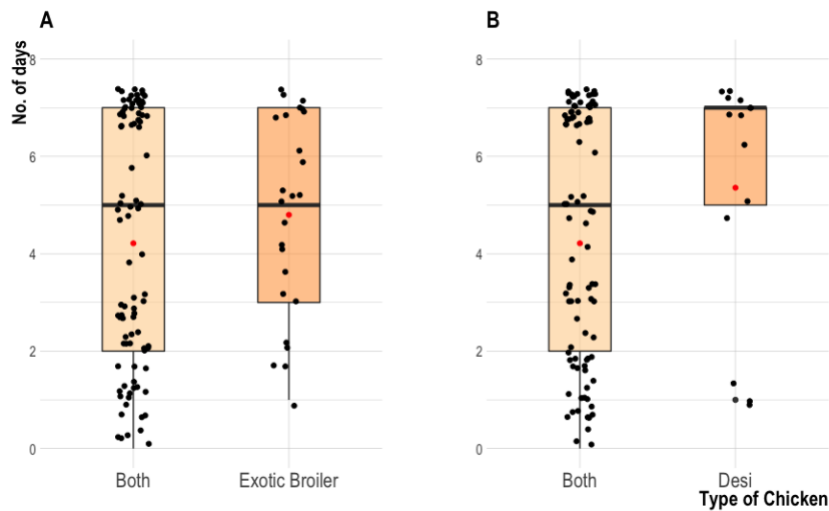 A
B
No. of days
8
6
4
2
0
8
6
4
2
0
Both
Exotic Broiler
Both
Desi
Type of Chicken